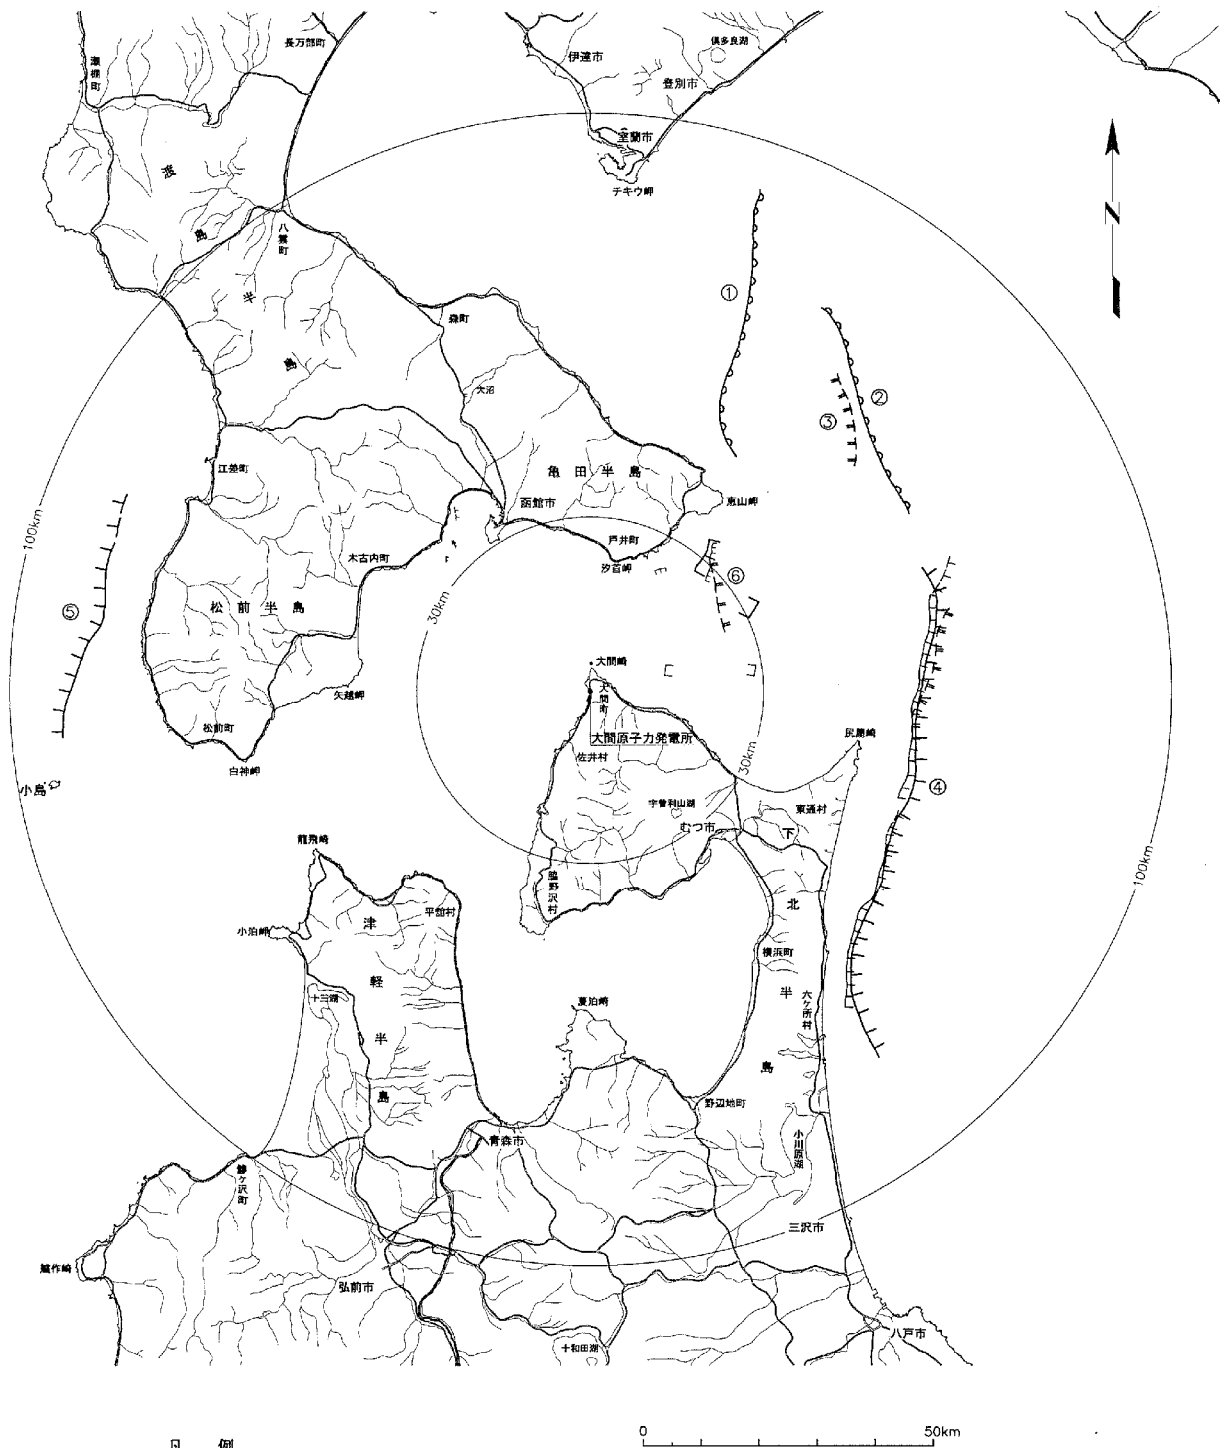 長万部町
瀬棚町
伊達市
倶多良湖
登別市
室蘭市
チキウ岬
渡
島
半
島
八雲町
N
①
森町
大沼
②
③
江差町
亀田半島
函館市
恵山岬
100km
戸井町
汐首岬
木古内町
⑥
⑤
松前半島
30km
大間崎
矢越岬
大間町
松前町
大間原子力発電所
尻屋崎
白神岬
佐井村
30km
小島
④
宇曽利山湖
東通村
むつ市
下
龍飛崎
100km
脇野沢村
北
平舘村
津
小泊岬
横浜町
軽
半
十三湖
六ヶ所村
夏泊崎
半
島
島
野辺地町
青森市
小川原湖
鰺ヶ沢町
三沢市
艫作崎
弘前市
八戸市
十和田湖
0 50km
凡例